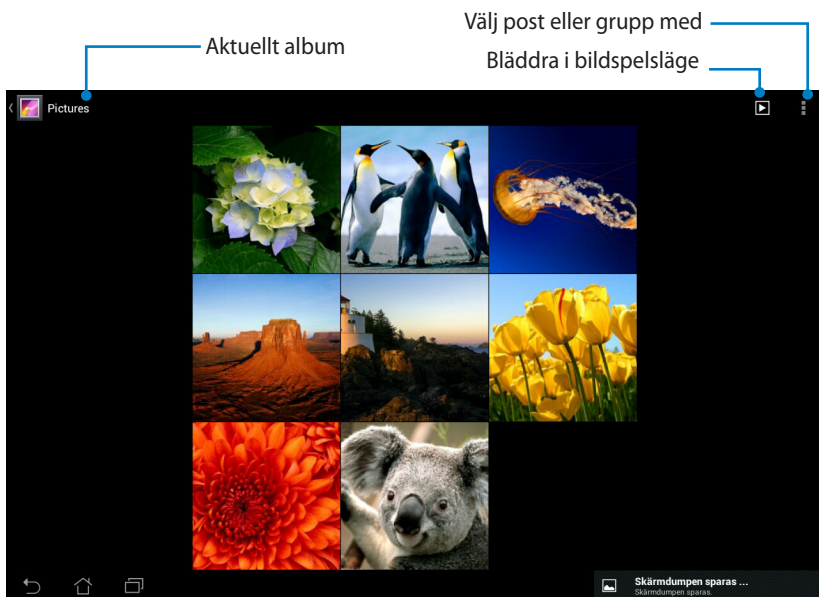 Välj post eller grupp med
Aktuellt album
Bläddra i bildspelsläge
Pictures
Skärmdumpen sparas ...
Skärmdumpen sparas.